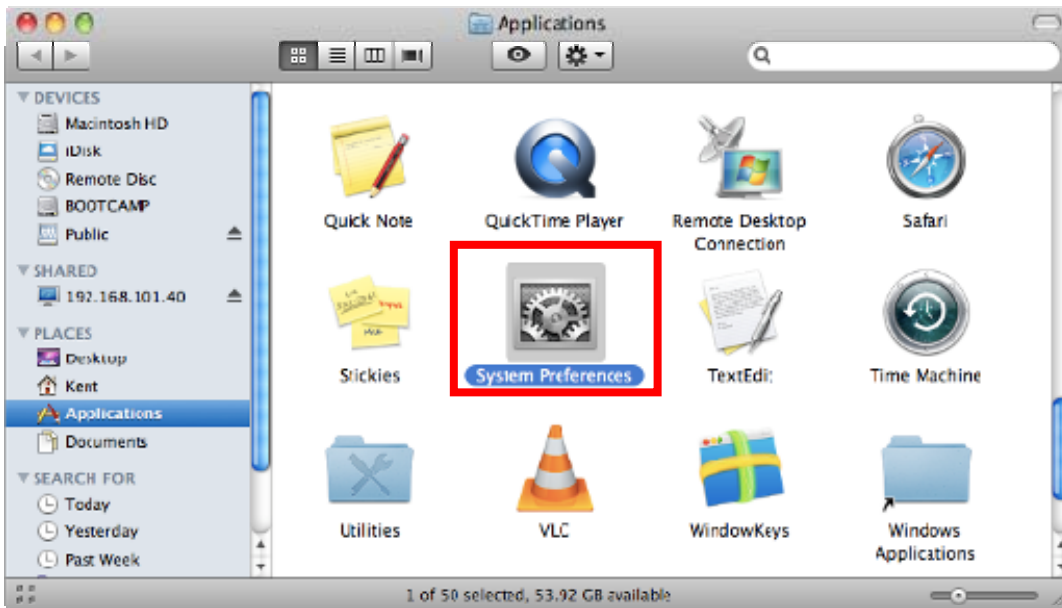 Applications
DEVICES
Macintosh HD
iDisk
Remote Disc
BOOTCAMP
Public
SHARED
192.168.101.40
PLACES
Desktop
Kent
Applications
Documents
SEARCH FOR
Today
Yesterday
Past Week
Quick Note
QuickTime Player
Remote Desktop
Connection
Safari
Stickies
System Preferences
TextEdit
Time Machine
Utilities
VLC
WindowKeys
Windows
Applications
1 of 50 selected, 53.92 GB available